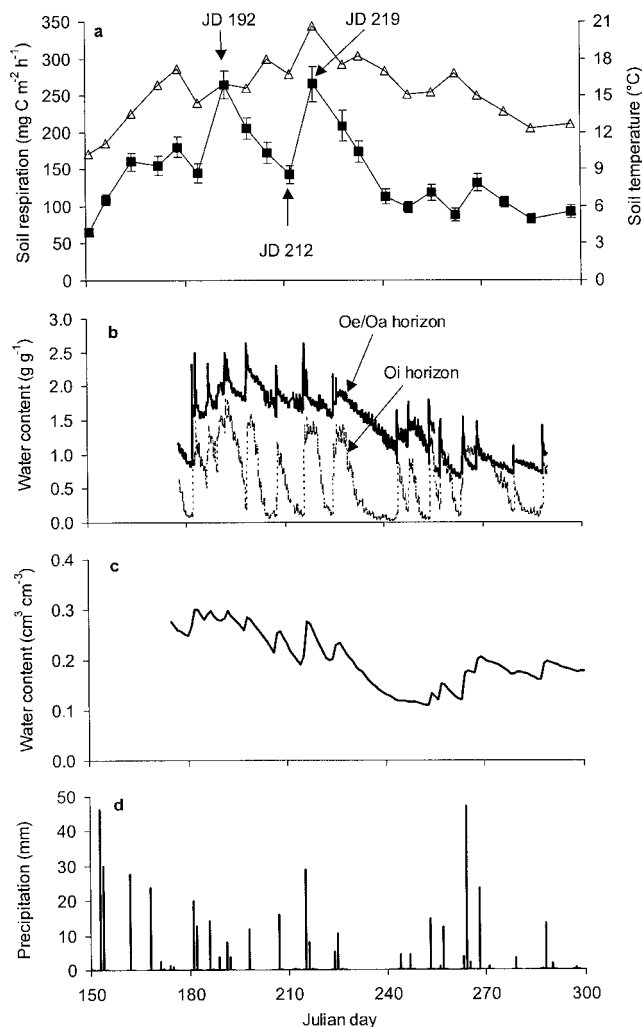 a
JD 192
JD 219
JD 212
Soil respiration (mg C m⁻² h⁻¹)
350
300
250
200
150
100
50
0
Soil temperature (°C)
21
18
15
12
9
6
3
0
b
Oe/Oa horizon
Oi horizon
Water content (g g⁻¹)
3.0
2.5
2.0
1.5
1.0
0.5
0.0
c
Water content (cm³ cm⁻³)
0.4
0.3
0.2
0.1
0.0
d
Precipitation (mm)
50
40
30
20
10
0
150 180 210 240 270 300
Julian day